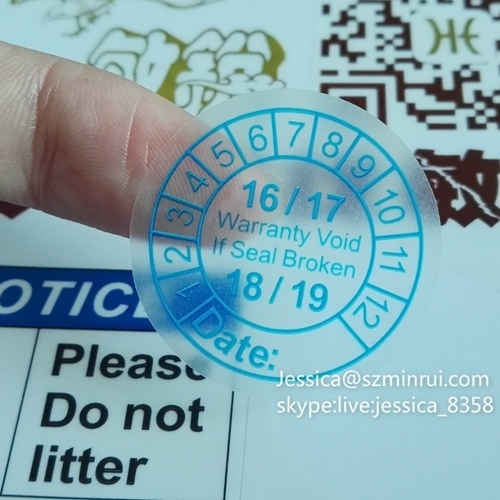 1 2 3 4 5 6 7 8 9 10 11 12
16 / 17
Warranty Void
If Seal Broken
18 / 19
Date:
OTICE
Please
Do not
litter
Jessica@szminrui.com
skype:live:jessica_8358